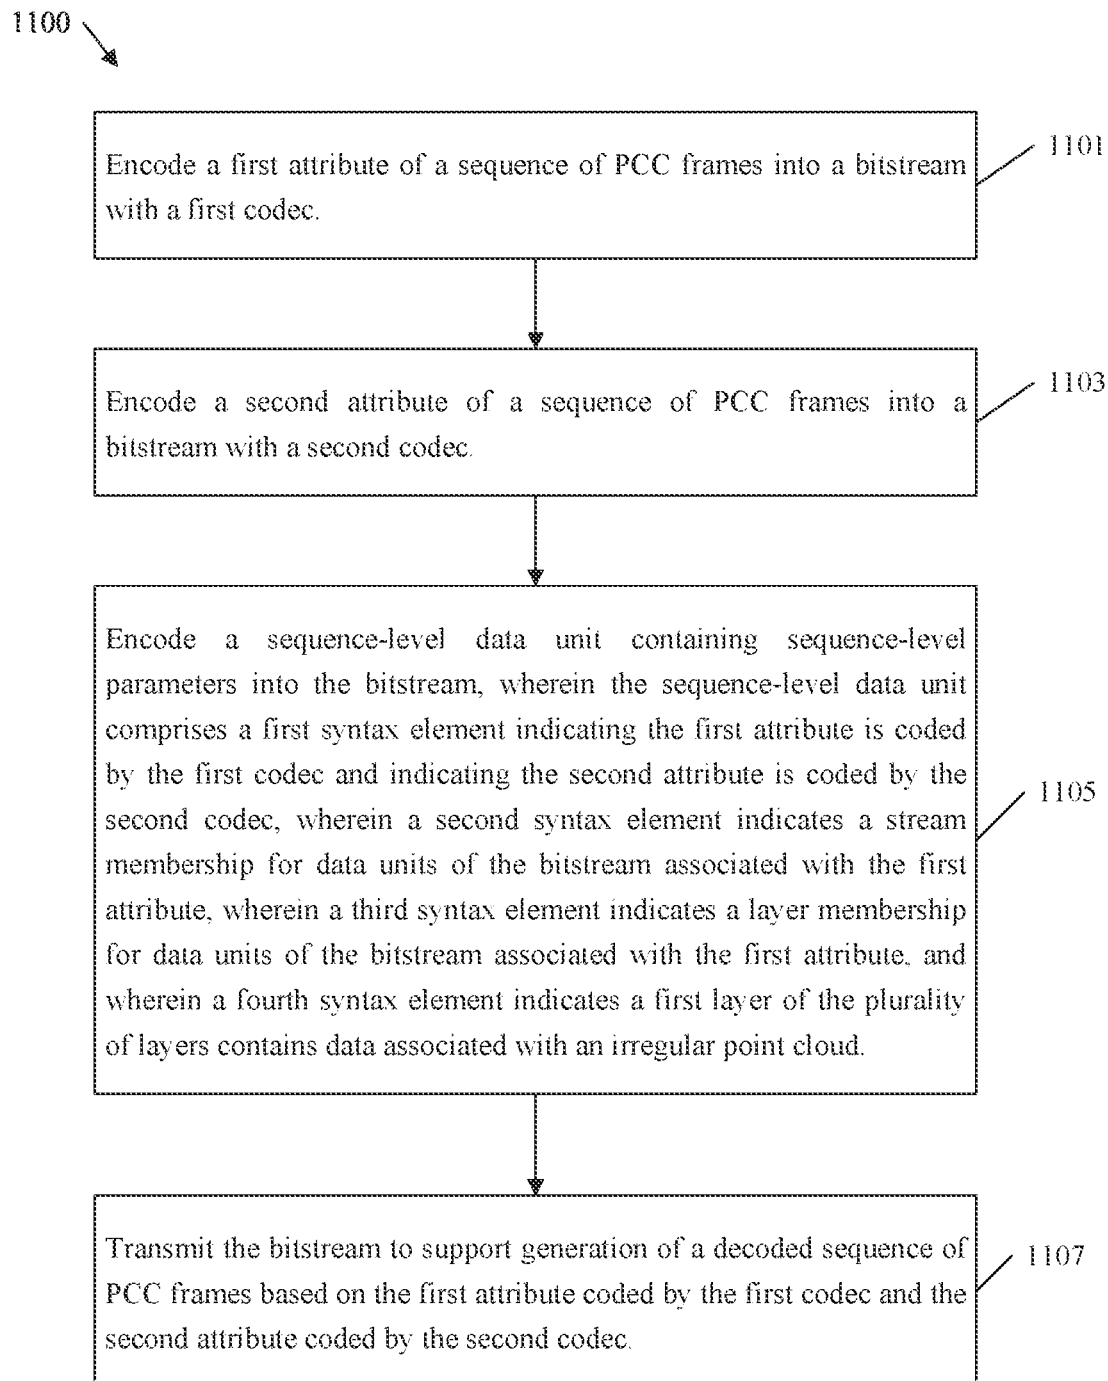 1100
Encode a first attribute of a sequence of PCC frames into a bitstream
with a first codec.
1101
Encode a second attribute of a sequence of PCC frames into a
bitstream with a second codec.
1103
Encode a sequence-level data unit containing sequence-level
parameters into the bitstream, wherein the sequence-level data unit
comprises a first syntax element indicating the first attribute is coded
by the first codec and indicating the second attribute is coded by the
second codec, wherein a second syntax element indicates a stream
membership for data units of the bitstream associated with the first
attribute, wherein a third syntax element indicates a layer membership
for data units of the bitstream associated with the first attribute, and
wherein a fourth syntax element indicates a first layer of the plurality
of layers contains data associated with an irregular point cloud.
1105
Transmit the bitstream to support generation of a decoded sequence of
PCC frames based on the first attribute coded by the first codec and the
second attribute coded by the second codec.
1107